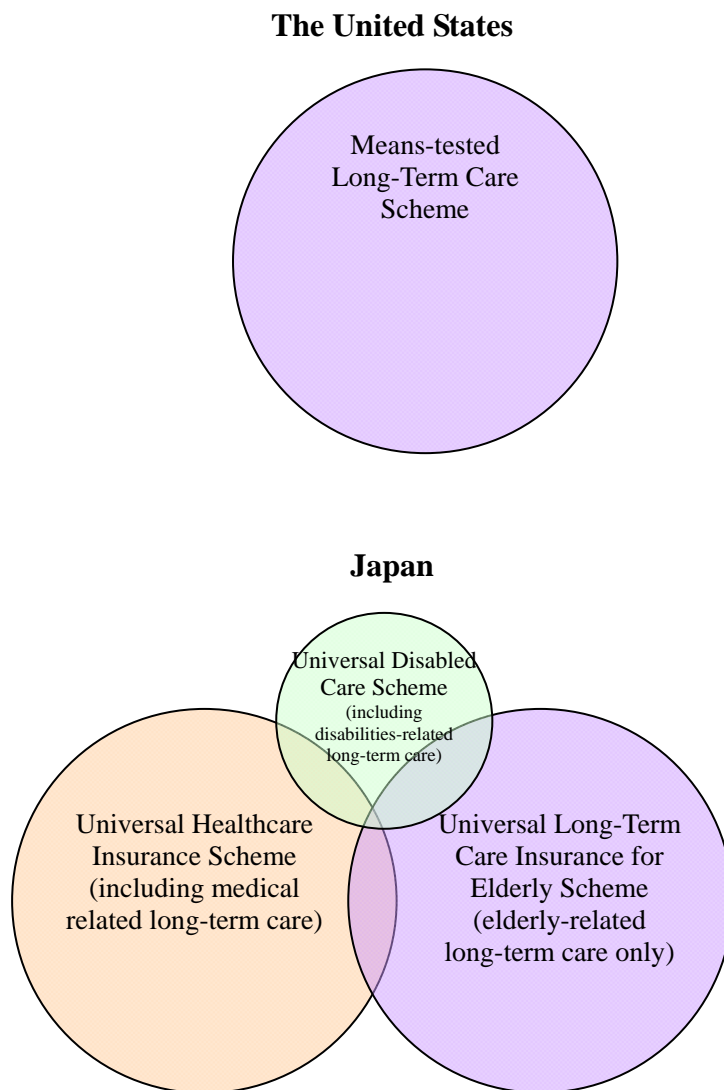 The United States
Means-tested
Long-Term Care
Scheme
Japan
Universal Disabled
Care Scheme
(including
disabilities-related
long-term care)
Universal Healthcare
Insurance Scheme
(including medical
related long-term care)
Universal Long-Term
Care Insurance for
Elderly Scheme
(elderly-related
long-term care only)